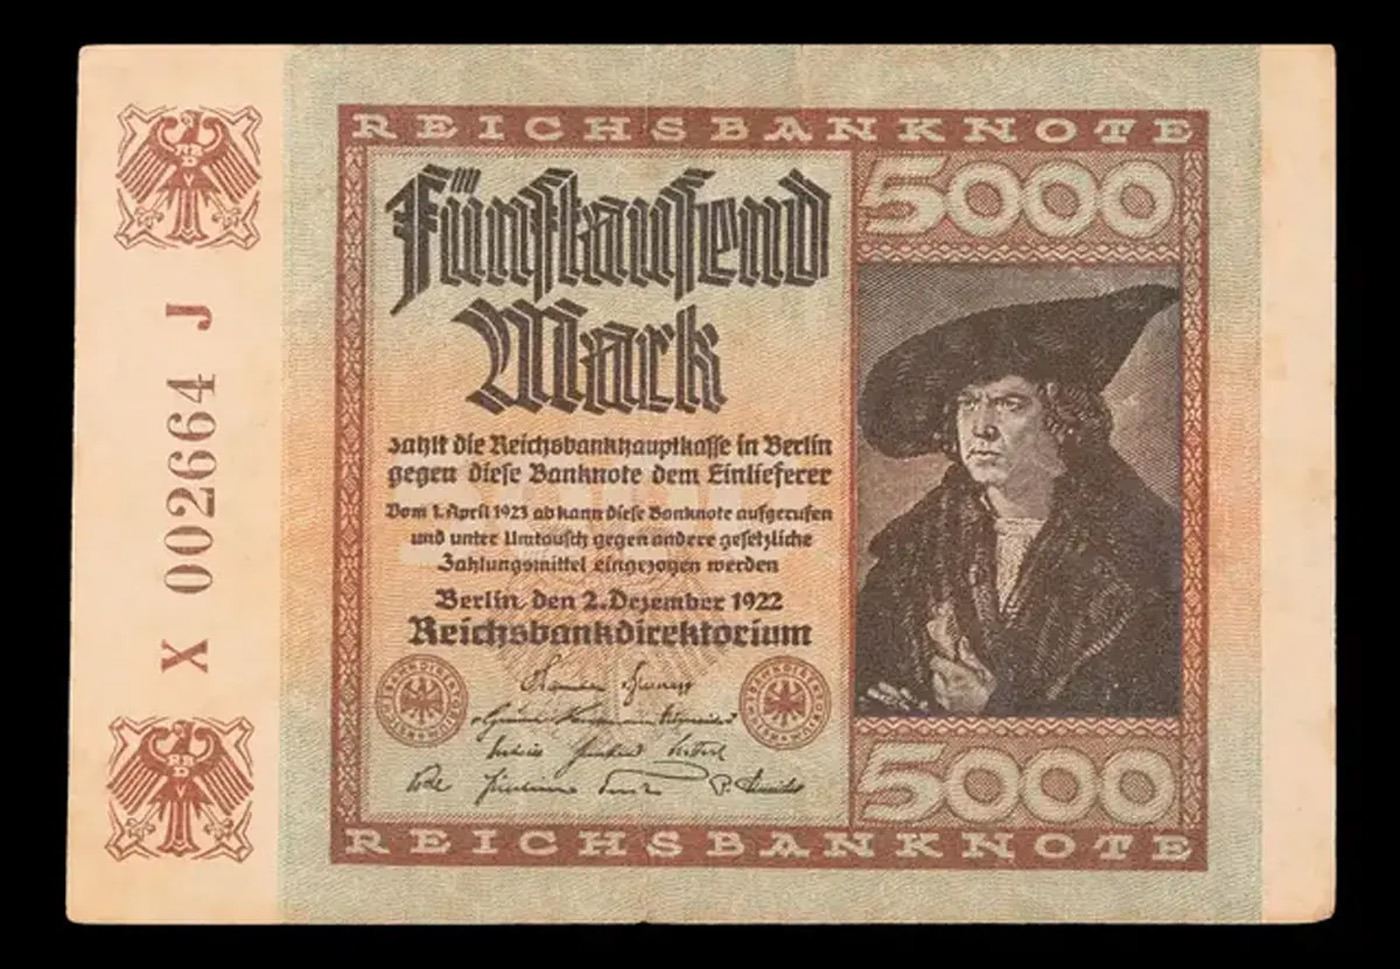 REICHSBANKNOTE
5000
Fünftausend
Mark
zahlt die Reichsbankhauptkasse in Berlin
gegen diese Banknote dem Einlieferer
Vom 1. April 1923 ab kann diese Banknote aufgerufen
und unter Umtausch gegen andere gesetzliche
Zahlungsmittel eingezogen werden
Berlin, den 2. Dezember 1922
Reichsbankdirektorium
5000
REICHSBANKNOTE
X 002664 J
RBD
V
RBD
V